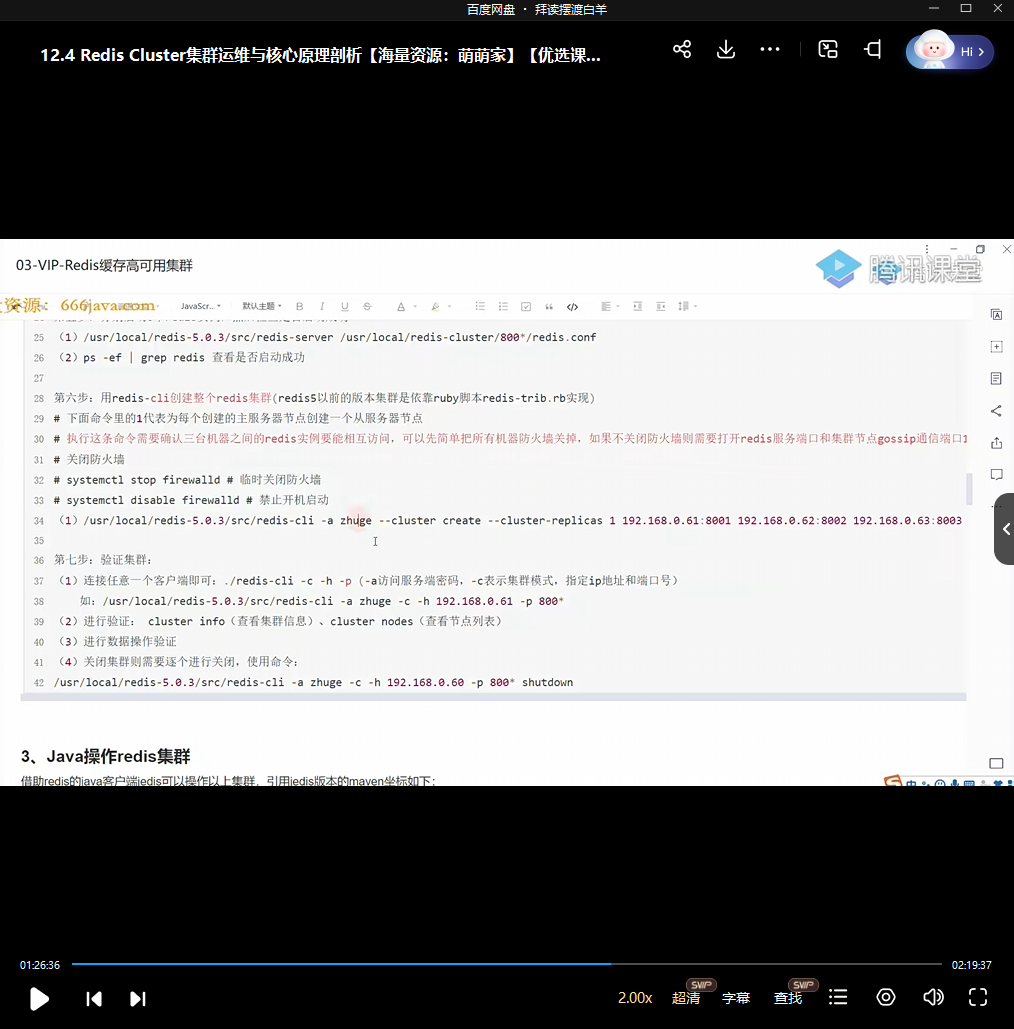 百度网盘 · 拜读摆渡白羊
12.4 Redis Cluster集群运维与核心原理剖析【海量资源：萌萌家】【优选课...
Hi
03-VIP-Redis缓存高可用集群
腾讯课堂
资源： 666java.com
JavaScr..
默认主题
B I U S A
25 （1）/usr/local/redis-5.0.3/src/redis-server /usr/local/redis-cluster/800*/redis.conf
26 （2）ps -ef | grep redis 查看是否启动成功
27
28 第六步：用redis-cli创建整个redis集群(redis5以前的版本集群是依靠ruby脚本redis-trib.rb实现)
29 # 下面命令里的1代表为每个创建的主服务器节点创建一个从服务器节点
30 # 执行这条命令需要确认三台机器之间的redis实例要能相互访问，可以先简单把所有机器防火墙关掉，如果不关闭防火墙则需要打开redis服务端口和集群节点gossip通信端口1
31 # 关闭防火墙
32 # systemctl stop firewalld # 临时关闭防火墙
33 # systemctl disable firewalld # 禁止开机启动
34 （1）/usr/local/redis-5.0.3/src/redis-cli -a zhuge --cluster create --cluster-replicas 1 192.168.0.61:8001 192.168.0.62:8002 192.168.0.63:8003
35
36 第七步：验证集群：
37 （1）连接任意一个客户端即可：./redis-cli -c -h -p (-a访问服务端密码，-c表示集群模式，指定ip地址和端口号）
38 如：/usr/local/redis-5.0.3/src/redis-cli -a zhuge -c -h 192.168.0.61 -p 800*
39 （2）进行验证： cluster info（查看集群信息）、cluster nodes（查看节点列表）
40 （3）进行数据操作验证
41 （4）关闭集群则需要逐个进行关闭，使用命令：
42 /usr/local/redis-5.0.3/src/redis-cli -a zhuge -c -h 192.168.0.60 -p 800* shutdown
3、Java操作redis集群
借助redis的java客户端jedis可以操作以上集群，引用jedis版本的maven坐标如下：
中
01:26:36
02:19:37
2.00x
超清
SVIP
字幕
查找
SVIP